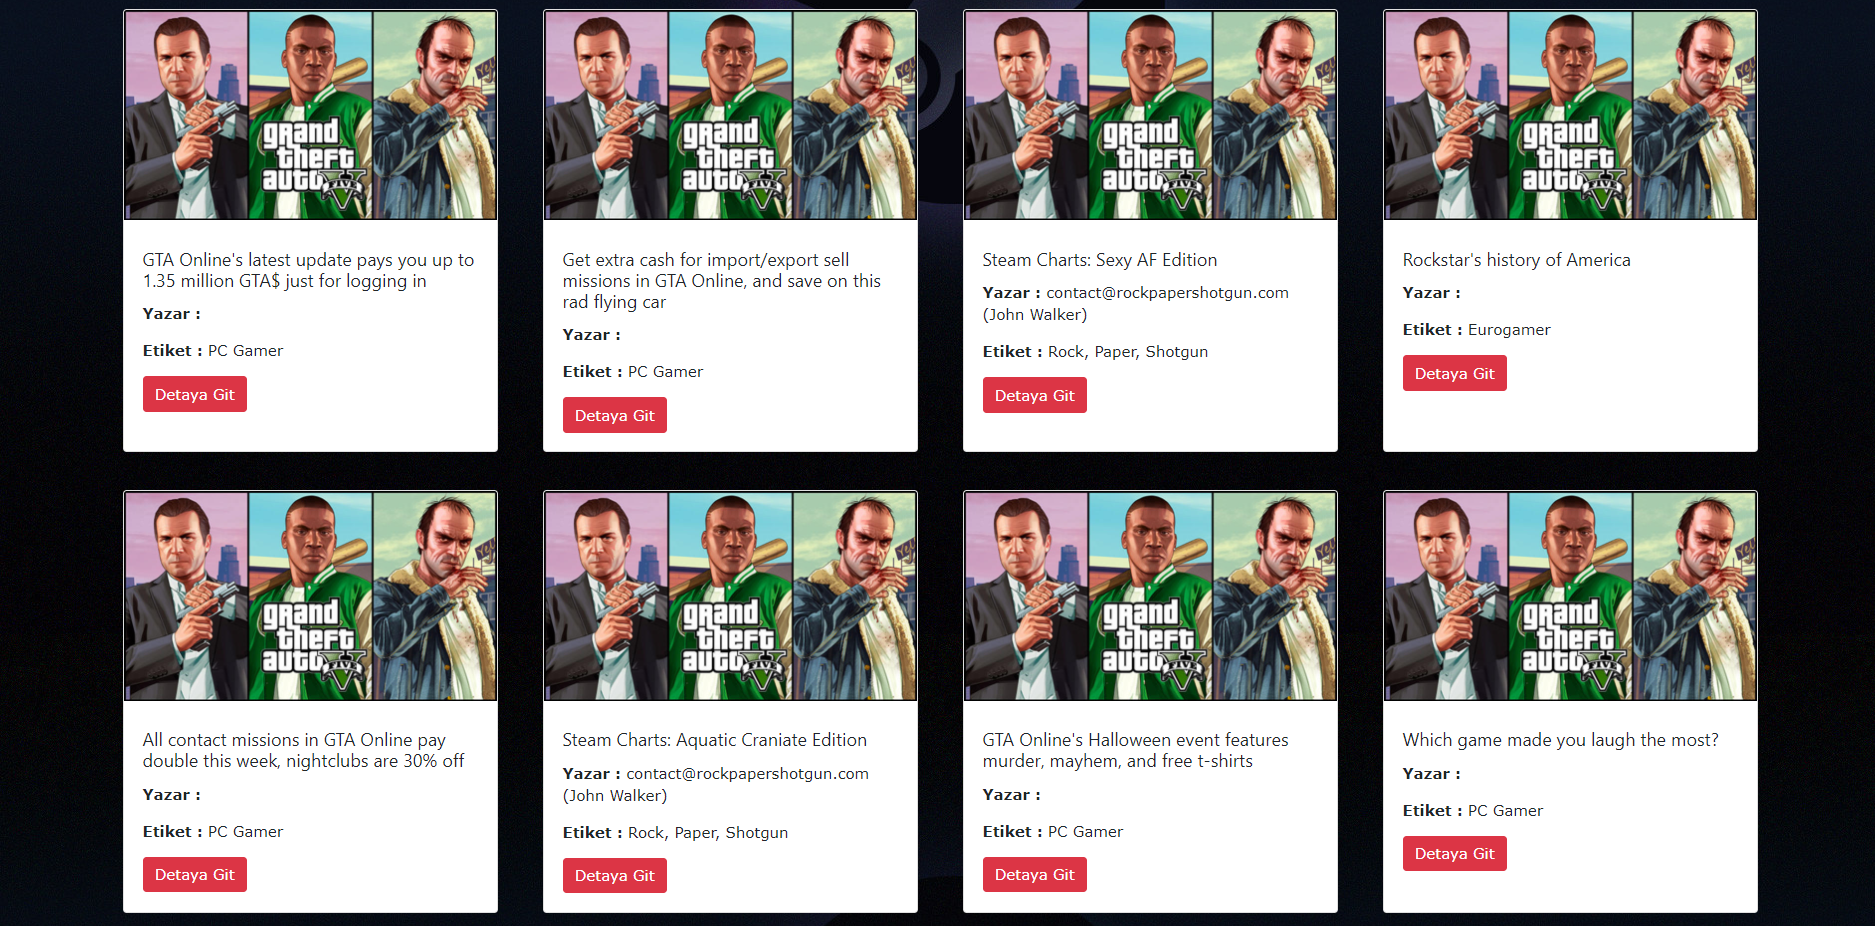 grand
theft
auto
FIVE
GTA Online's latest update pays you up to
1.35 million GTA$ just for logging in
Yazar :
Etiket : PC Gamer
Detaya Git
grand
theft
auto
FIVE
Get extra cash for import/export sell
missions in GTA Online, and save on this
rad flying car
Yazar :
Etiket : PC Gamer
Detaya Git
grand
theft
auto
FIVE
Steam Charts: Sexy AF Edition
Yazar : contact@rockpapershotgun.com
(John Walker)
Etiket : Rock, Paper, Shotgun
Detaya Git
grand
theft
auto
FIVE
Rockstar's history of America
Yazar :
Etiket : Eurogamer
Detaya Git
grand
theft
auto
FIVE
All contact missions in GTA Online pay
double this week, nightclubs are 30% off
Yazar :
Etiket : PC Gamer
Detaya Git
grand
theft
auto
FIVE
Steam Charts: Aquatic Craniate Edition
Yazar : contact@rockpapershotgun.com
(John Walker)
Etiket : Rock, Paper, Shotgun
Detaya Git
grand
theft
auto
FIVE
GTA Online's Halloween event features
murder, mayhem, and free t-shirts
Yazar :
Etiket : PC Gamer
Detaya Git
grand
theft
auto
FIVE
Which game made you laugh the most?
Yazar :
Etiket : PC Gamer
Detaya Git